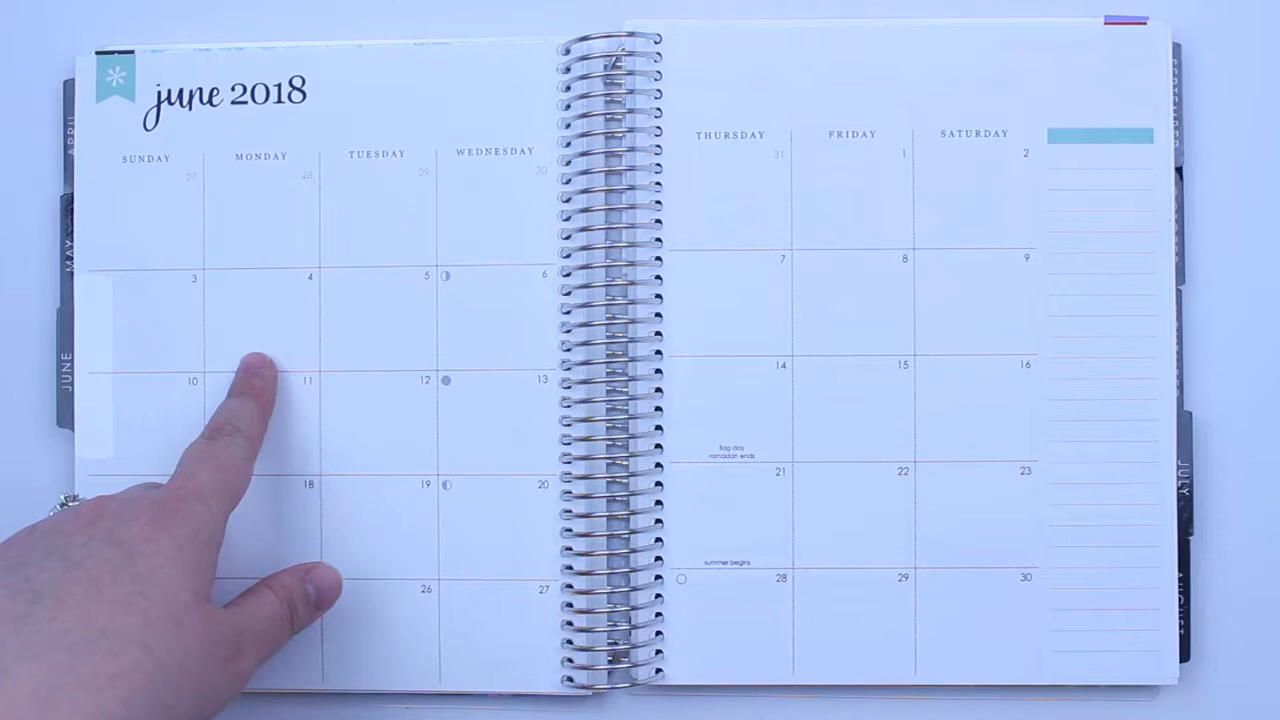 june 2018
SUNDAY MONDAY TUESDAY WEDNESDAY THURSDAY FRIDAY SATURDAY
27 28 29 30 31 1 2
3 4 5 6 7 8 9
10 11 12 13 14 15 16
flag day
ramadan ends
18 19 20 21 22 23
summer begins
26 27 28 29 30
APRIL
MAY
JUNE
SEPTEMBER
JULY
AUGUST